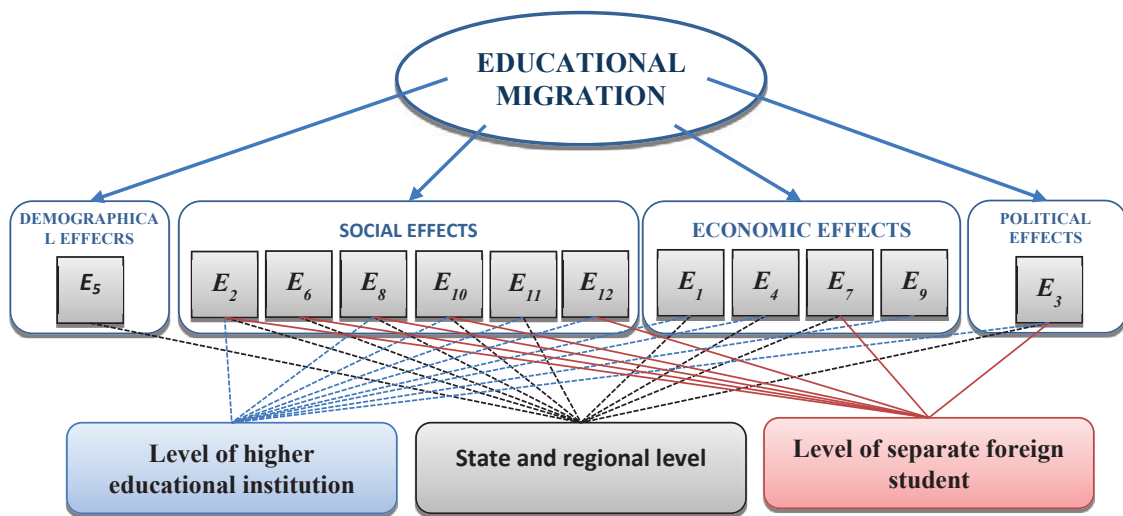 EDUCATIONAL
MIGRATION
DEMOGRAPHICA
L EFFECRS
E5
SOCIAL EFFECTS
E2 E6 E8 E10 E11 E12
ECONOMIC EFFECTS
E1 E4 E7 E9
POLITICAL
EFFECTS
E3
Level of higher
educational institution
State and regional level
Level of separate foreign
student